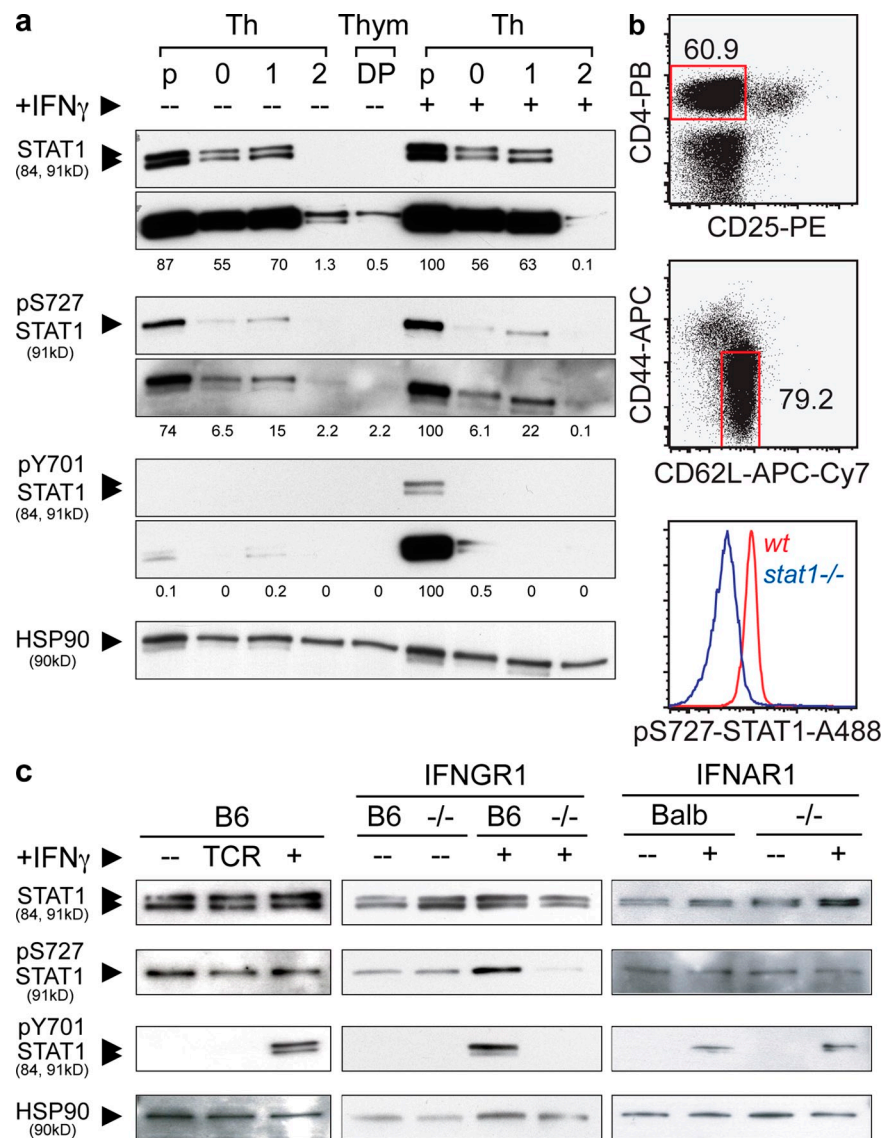 a
Th Thym Th
p 0 1 2 DP p 0 1 2
+IFNγ -- -- -- -- -- + + + +
STAT1
(84, 91kD)
87 55 70 1.3 0.5 100 56 63 0.1
pS727
STAT1
(91kD)
74 6.5 15 2.2 2.2 100 6.1 22 0.1
pY701
STAT1
(84, 91kD)
0.1 0 0.2 0 0 100 0.5 0 0
HSP90
(90kD)
b
60.9
CD4-PB
CD25-PE
CD44-APC
79.2
CD62L-APC-Cy7
wt
stat1-/-
pS727-STAT1-A488
c
IFNGR1 IFNAR1
B6 B6 -/- B6 -/- Balb -/-
+IFNγ -- TCR + -- -- + + -- + -- +
STAT1
(84, 91kD)
pS727
STAT1
(91kD)
pY701
STAT1
(84, 91kD)
HSP90
(90kD)